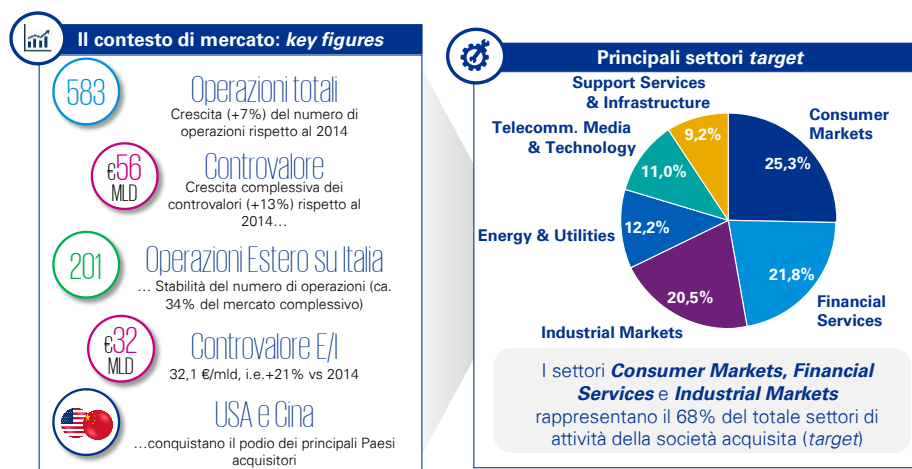 Il contesto di mercato: key figures
583
Operazioni totali
Crescita (+7%) del numero di
operazioni rispetto al 2014
€56
MLD
Controvalore
Crescita complessiva dei
controvalori (+13%) rispetto al
2014…
201
Operazioni Estero su Italia
… Stabilità del numero di operazioni (ca.
34% del mercato complessivo)
€32
MLD
Controvalore E/I
32,1 €/mld, i.e.+21% vs 2014
USA e Cina
…conquistano il podio dei principali Paesi
acquisitori
Principali settori target
Support Services
& Infrastructure
9,2%
Consumer
Markets
25,3%
Telecomm. Media
& Technology
11,0%
Energy & Utilities
12,2%
21,8%
Financial
Services
20,5%
Industrial Markets
I settori Consumer Markets, Financial
Services e Industrial Markets
rappresentano il 68% del totale settori di
attività della società acquisita (target)